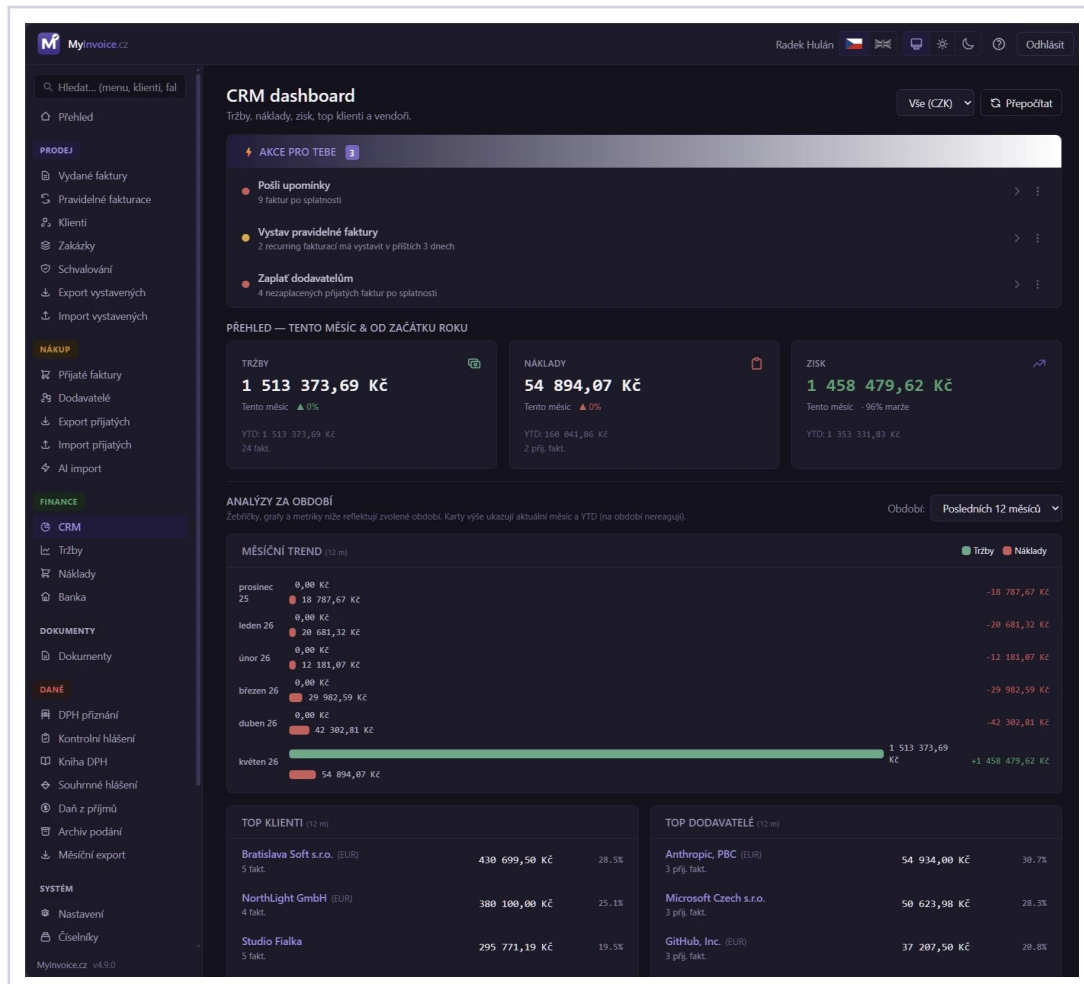 MyInvoice.cz
Radek Hulán
Odhlásit
Hledat... (menu, klienti, fal
Přehled
PRODEJ
Vydané faktury
Pravidelné fakturace
Klienti
Zakázky
Schvalování
Export vystavených
Import vystavených
NÁKUP
Přijaté faktury
Dodavatelé
Export přijatých
Import přijatých
AI import
FINANCE
CRM
Tržby
Náklady
Banka
DOKUMENTY
Dokumenty
DANĚ
DPH přiznání
Kontrolní hlášení
Kniha DPH
Souhrnné hlášení
Daň z příjmů
Archiv podání
Měsíční export
SYSTÉM
Nastavení
Číselníky
MyInvoice.cz v4.9.0
CRM dashboard
Tržby, náklady, zisk, top klienti a vendoři.
Vše (CZK)
Přepočítat
AKCE PRO TEBE 3
Pošli upomínky
9 faktur po splatnosti
Vystav pravidelné faktury
2 recurring fakturací má vystavit v příštích 3 dnech
Zaplať dodavatelům
4 nezaplacených přijatých faktur po splatnosti
PŘEHLED — TENTO MĚSÍC & OD ZAČÁTKU ROKU
TRŽBY
1 513 373,69 Kč
Tento měsíc ▲ 0%
YTD: 1 513 373,69 Kč
24 fakt.
NÁKLADY
54 894,07 Kč
Tento měsíc ▲ 0%
YTD: 160 041,86 Kč
2 přij. fakt.
ZISK
1 458 479,62 Kč
Tento měsíc · 96% marže
YTD: 1 353 331,83 Kč
ANALÝZY ZA OBDOBÍ
Žebříčky, grafy a metriky níže reflektují zvolené období. Karty výše ukazují aktuální měsíc a YTD (na období nereagují).
Období: Posledních 12 měsíců
MĚSÍČNÍ TREND (12 m)
Tržby Náklady
prosinec 25
0,00 Kč
18 787,67 Kč
-18 787,67 Kč
leden 26
0,00 Kč
20 681,32 Kč
-20 681,32 Kč
únor 26
0,00 Kč
12 181,07 Kč
-12 181,07 Kč
březen 26
0,00 Kč
29 982,59 Kč
-29 982,59 Kč
duben 26
0,00 Kč
42 302,81 Kč
-42 302,81 Kč
květen 26
1 513 373,69 Kč
54 894,07 Kč
+1 458 479,62 Kč
TOP KLIENTI (12 m)
Bratislava Soft s.r.o. (EUR) 430 699,50 Kč 28.5%
5 fakt.
NorthLight GmbH (EUR) 380 100,00 Kč 25.1%
4 fakt.
Studio Fialka 295 771,19 Kč 19.5%
5 fakt.
TOP DODAVATELÉ (12 m)
Anthropic, PBC (EUR) 54 934,00 Kč 30.7%
3 přij. fakt.
Microsoft Czech s.r.o. 50 623,98 Kč 28.3%
3 přij. fakt.
GitHub, Inc. (EUR) 37 207,50 Kč 20.8%
3 přij. fakt.